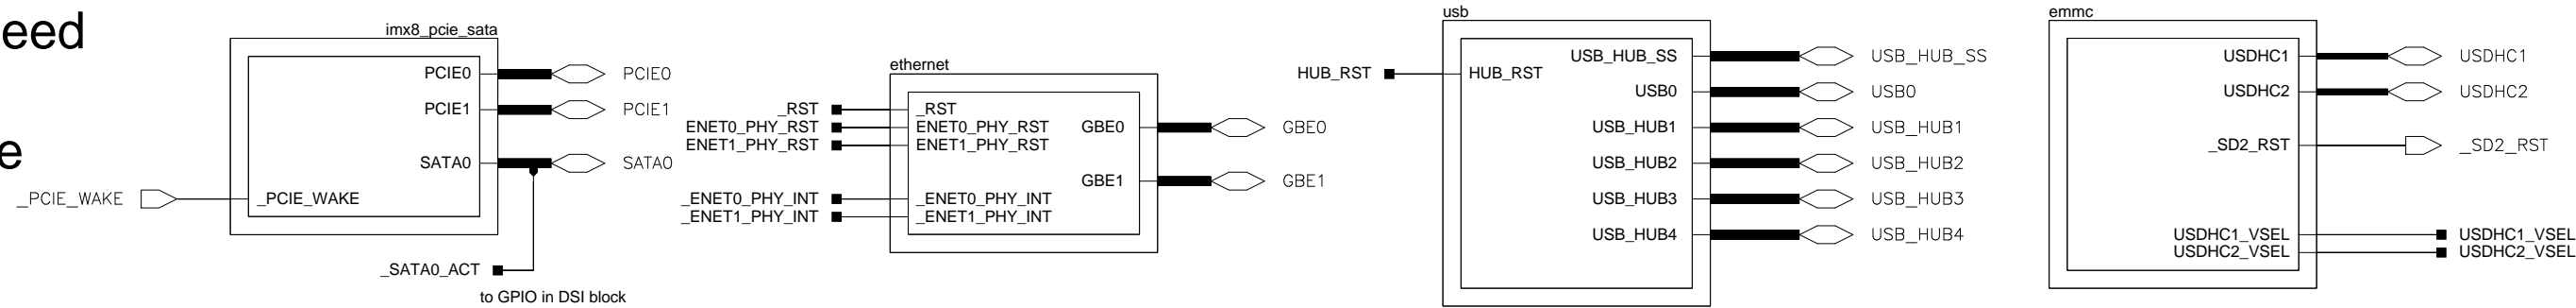 eed
e
imx8_pcie_sata
PCIE0 PCIE0
PCIE1 PCIE1
SATA0 SATA0
_PCIE_WAKE _PCIE_WAKE
_SATA0_ACT
to GPIO in DSI block
ethernet
_RST _RST
ENET0_PHY_RST ENET0_PHY_RST GBE0 GBE0
ENET1_PHY_RST ENET1_PHY_RST
GBE1 GBE1
_ENET0_PHY_INT _ENET0_PHY_INT
_ENET1_PHY_INT _ENET1_PHY_INT
usb
USB_HUB_SS USB_HUB_SS
HUB_RST HUB_RST
USB0 USB0
USB_HUB1 USB_HUB1
USB_HUB2 USB_HUB2
USB_HUB3 USB_HUB3
USB_HUB4 USB_HUB4
emmc
USDHC1 USDHC1
USDHC2 USDHC2
_SD2_RST _SD2_RST
USDHC1_VSEL USDHC1_VSEL
USDHC2_VSEL USDHC2_VSEL